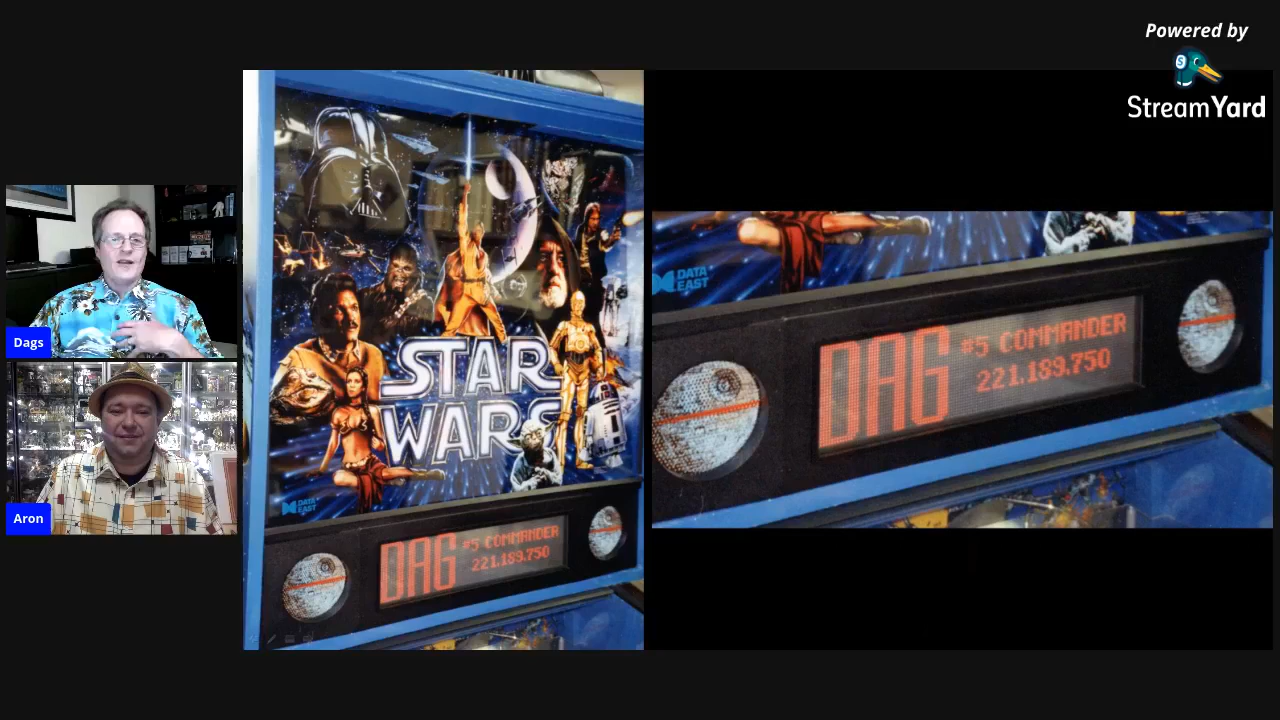 Powered by
StreamYard
Dags
Aron
STAR
WARS
DATA
EAST
DAG
#5 COMMANDER
221.189.750
DATA
EAST
DAG
#5 COMMANDER
221.189.750